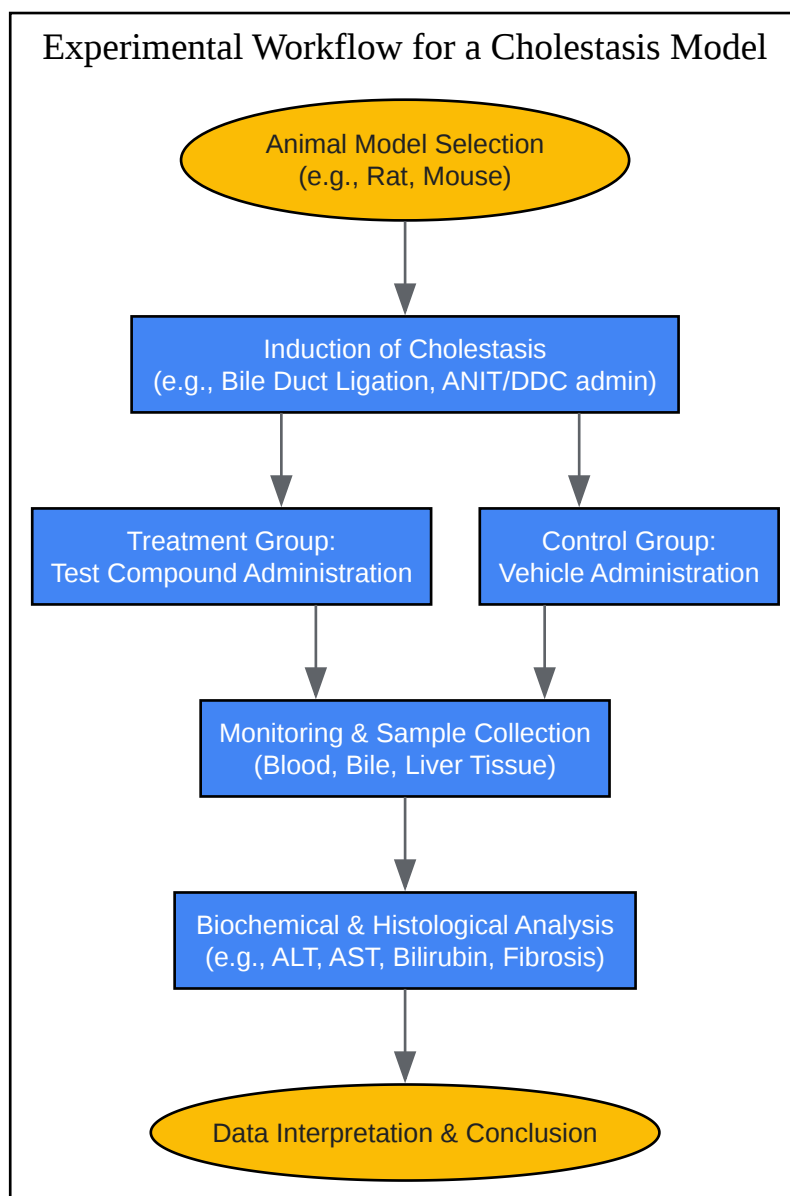 Experimental Workflow for a Cholestasis Model
Animal Model Selection
(e.g., Rat, Mouse)
Induction of Cholestasis
(e.g., Bile Duct Ligation, ANIT/DDC admin)
Treatment Group:
Test Compound Administration
Control Group:
Vehicle Administration
Monitoring & Sample Collection
(Blood, Bile, Liver Tissue)
Biochemical & Histological Analysis
(e.g., ALT, AST, Bilirubin, Fibrosis)
Data Interpretation & Conclusion